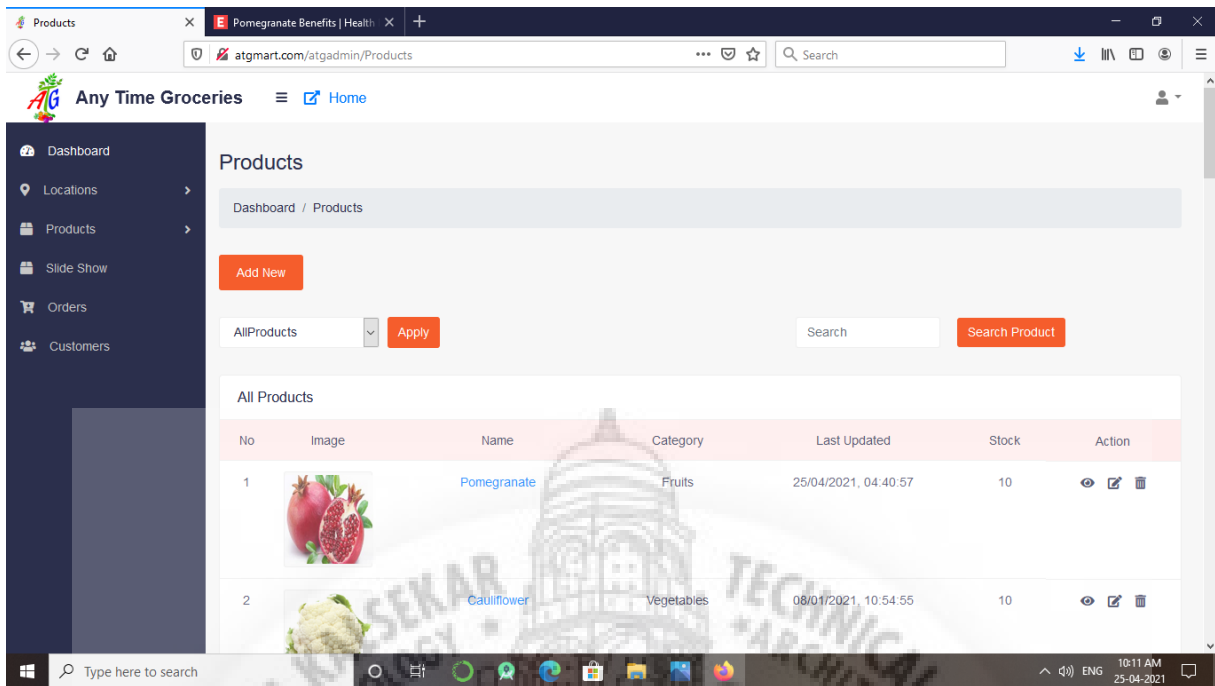 Products
E Pomegranate Benefits | Health
atgmart.com/atgadmin/Products
Search
ATG Any Time Groceries
Home
Dashboard
Locations
Products
Slide Show
Orders
Customers
Products
Dashboard / Products
Add New
AllProducts
Apply
Search
Search Product
All Products
No Image Name Category Last Updated Stock Action
1 Pomegranate Fruits 25/04/2021, 04:40:57 10
2 Cauliflower Vegetables 08/01/2021, 10:54:55 10
SEKAR TECHNICAL
Type here to search
ENG
10:11 AM
25-04-2021